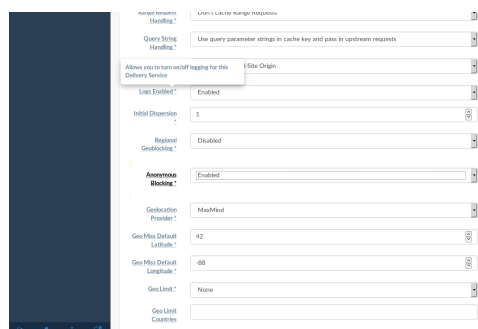 Range Request
Handling *
Don't Cache Range Requests
Query String
Handling *
Use query parameter strings in cache key and pass in upstream requests
Allows you to turn on/off logging for this
Delivery Service
-Site Origin
Logs Enabled *
Enabled
Initial Dispersion
*
1
Regional
Geoblocking *
Disabled
Anonymous
Blocking *
Enabled
Geolocation
Provider *
MaxMind
Geo Miss Default
Latitude *
42
Geo Miss Default
Longitude *
-88
Geo Limit *
None
Geo Limit
Countries